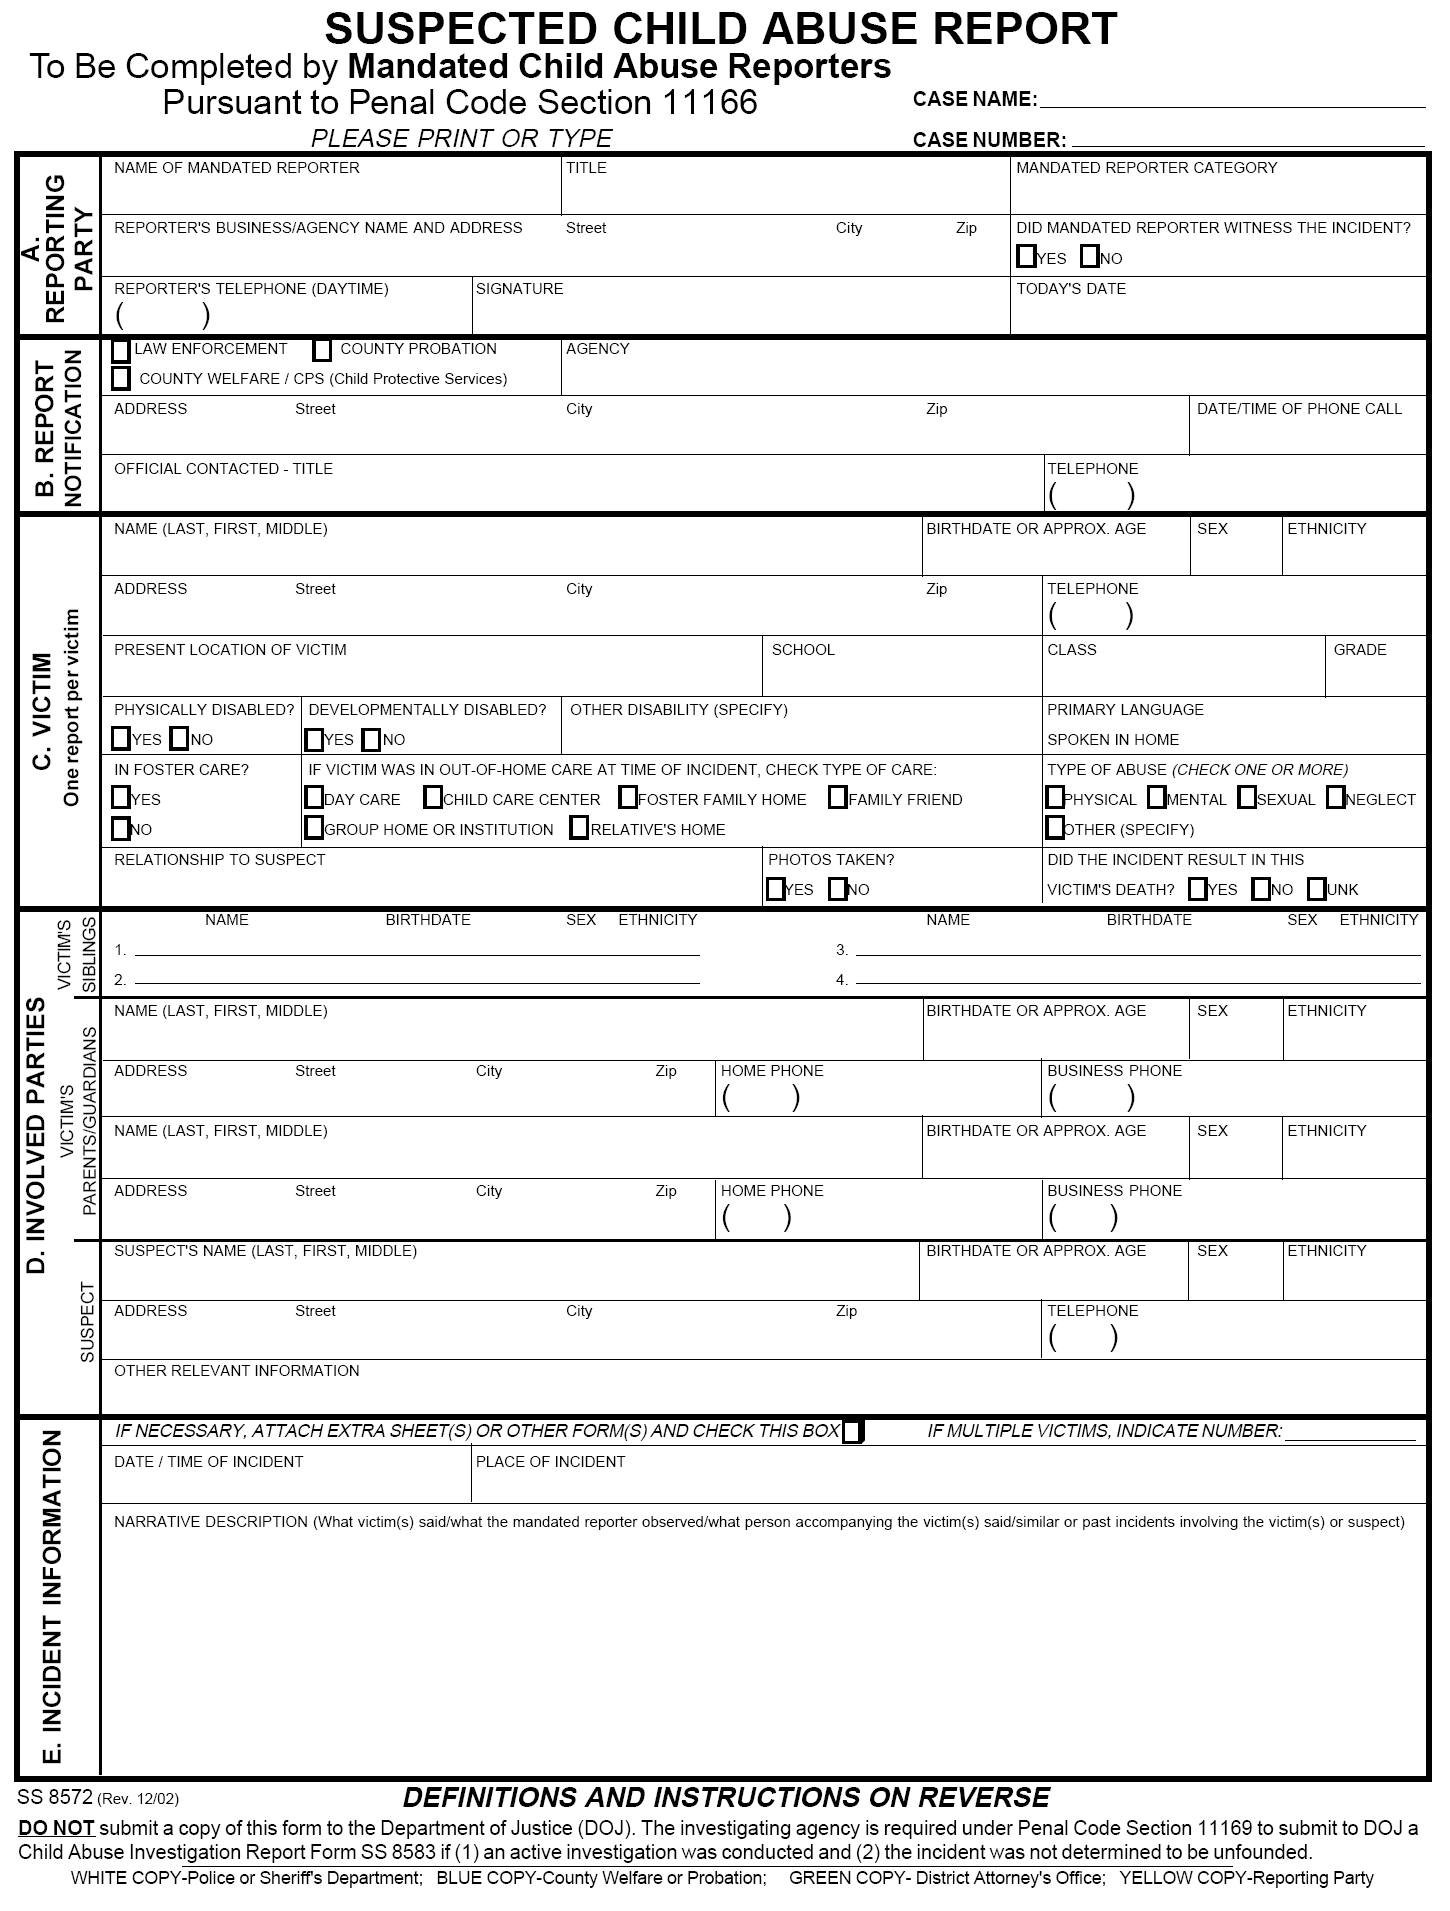 SUSPECTED CHILD ABUSE REPORT
To Be Completed by Mandated Child Abuse Reporters
Pursuant to Penal Code Section 11166
PLEASE PRINT OR TYPE
CASE NAME:
CASE NUMBER:
A. REPORTING PARTY
NAME OF MANDATED REPORTER TITLE MANDATED REPORTER CATEGORY
REPORTER'S BUSINESS/AGENCY NAME AND ADDRESS Street City Zip DID MANDATED REPORTER WITNESS THE INCIDENT?
YES NO
REPORTER'S TELEPHONE (DAYTIME) SIGNATURE TODAY'S DATE
( )
B. REPORT NOTIFICATION
LAW ENFORCEMENT COUNTY PROBATION AGENCY
COUNTY WELFARE / CPS (Child Protective Services)
ADDRESS Street City Zip DATE/TIME OF PHONE CALL
OFFICIAL CONTACTED - TITLE TELEPHONE
( )
C. VICTIM
One report per victim
NAME (LAST, FIRST, MIDDLE) BIRTHDATE OR APPROX. AGE SEX ETHNICITY
ADDRESS Street City Zip TELEPHONE
( )
PRESENT LOCATION OF VICTIM SCHOOL CLASS GRADE
PHYSICALLY DISABLED? DEVELOPMENTALLY DISABLED? OTHER DISABILITY (SPECIFY) PRIMARY LANGUAGE
YES NO YES NO SPOKEN IN HOME
IN FOSTER CARE? IF VICTIM WAS IN OUT-OF-HOME CARE AT TIME OF INCIDENT, CHECK TYPE OF CARE: TYPE OF ABUSE (CHECK ONE OR MORE)
YES DAY CARE CHILD CARE CENTER FOSTER FAMILY HOME FAMILY FRIEND PHYSICAL MENTAL SEXUAL NEGLECT
NO GROUP HOME OR INSTITUTION RELATIVE'S HOME OTHER (SPECIFY)
RELATIONSHIP TO SUSPECT PHOTOS TAKEN? DID THE INCIDENT RESULT IN THIS
YES NO VICTIM'S DEATH? YES NO UNK
D. INVOLVED PARTIES
VICTIM'S SIBLINGS
NAME BIRTHDATE SEX ETHNICITY NAME BIRTHDATE SEX ETHNICITY
1. 3.
2. 4.
VICTIM'S PARENTS/GUARDIANS
NAME (LAST, FIRST, MIDDLE) BIRTHDATE OR APPROX. AGE SEX ETHNICITY
ADDRESS Street City Zip HOME PHONE BUSINESS PHONE
( ) ( )
NAME (LAST, FIRST, MIDDLE) BIRTHDATE OR APPROX. AGE SEX ETHNICITY
ADDRESS Street City Zip HOME PHONE BUSINESS PHONE
( ) ( )
SUSPECT
SUSPECT'S NAME (LAST, FIRST, MIDDLE) BIRTHDATE OR APPROX. AGE SEX ETHNICITY
ADDRESS Street City Zip TELEPHONE
( )
OTHER RELEVANT INFORMATION
E. INCIDENT INFORMATION
IF NECESSARY, ATTACH EXTRA SHEET(S) OR OTHER FORM(S) AND CHECK THIS BOX IF MULTIPLE VICTIMS, INDICATE NUMBER:
DATE / TIME OF INCIDENT PLACE OF INCIDENT
NARRATIVE DESCRIPTION (What victim(s) said/what the mandated reporter observed/what person accompanying the victim(s) said/similar or past incidents involving the victim(s) or suspect)
SS 8572 (Rev. 12/02) DEFINITIONS AND INSTRUCTIONS ON REVERSE
DO NOT submit a copy of this form to the Department of Justice (DOJ). The investigating agency is required under Penal Code Section 11169 to submit to DOJ a
Child Abuse Investigation Report Form SS 8583 if (1) an active investigation was conducted and (2) the incident was not determined to be unfounded.
WHITE COPY-Police or Sheriff's Department; BLUE COPY-County Welfare or Probation; GREEN COPY- District Attorney's Office; YELLOW COPY-Reporting Party